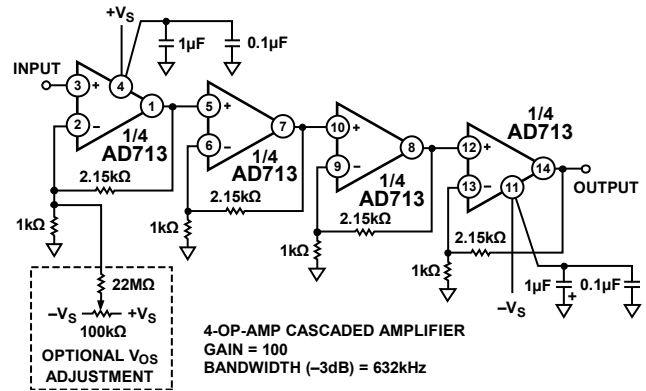 +VS
1µF
0.1µF
INPUT
3
+
4
1
2
–
1/4
AD713
2.15kΩ
1kΩ
5
+
7
6
–
1/4
AD713
2.15kΩ
1kΩ
10
+
8
9
–
1/4
AD713
2.15kΩ
1kΩ
12
+
14
13
–
11
1/4
AD713
OUTPUT
2.15kΩ
1kΩ
–VS
1µF
+
0.1µF
22MΩ
–VS
+VS
100kΩ
OPTIONAL VOS
ADJUSTMENT
4-OP-AMP CASCADED AMPLIFIER
GAIN = 100
BANDWIDTH (–3dB) = 632kHz